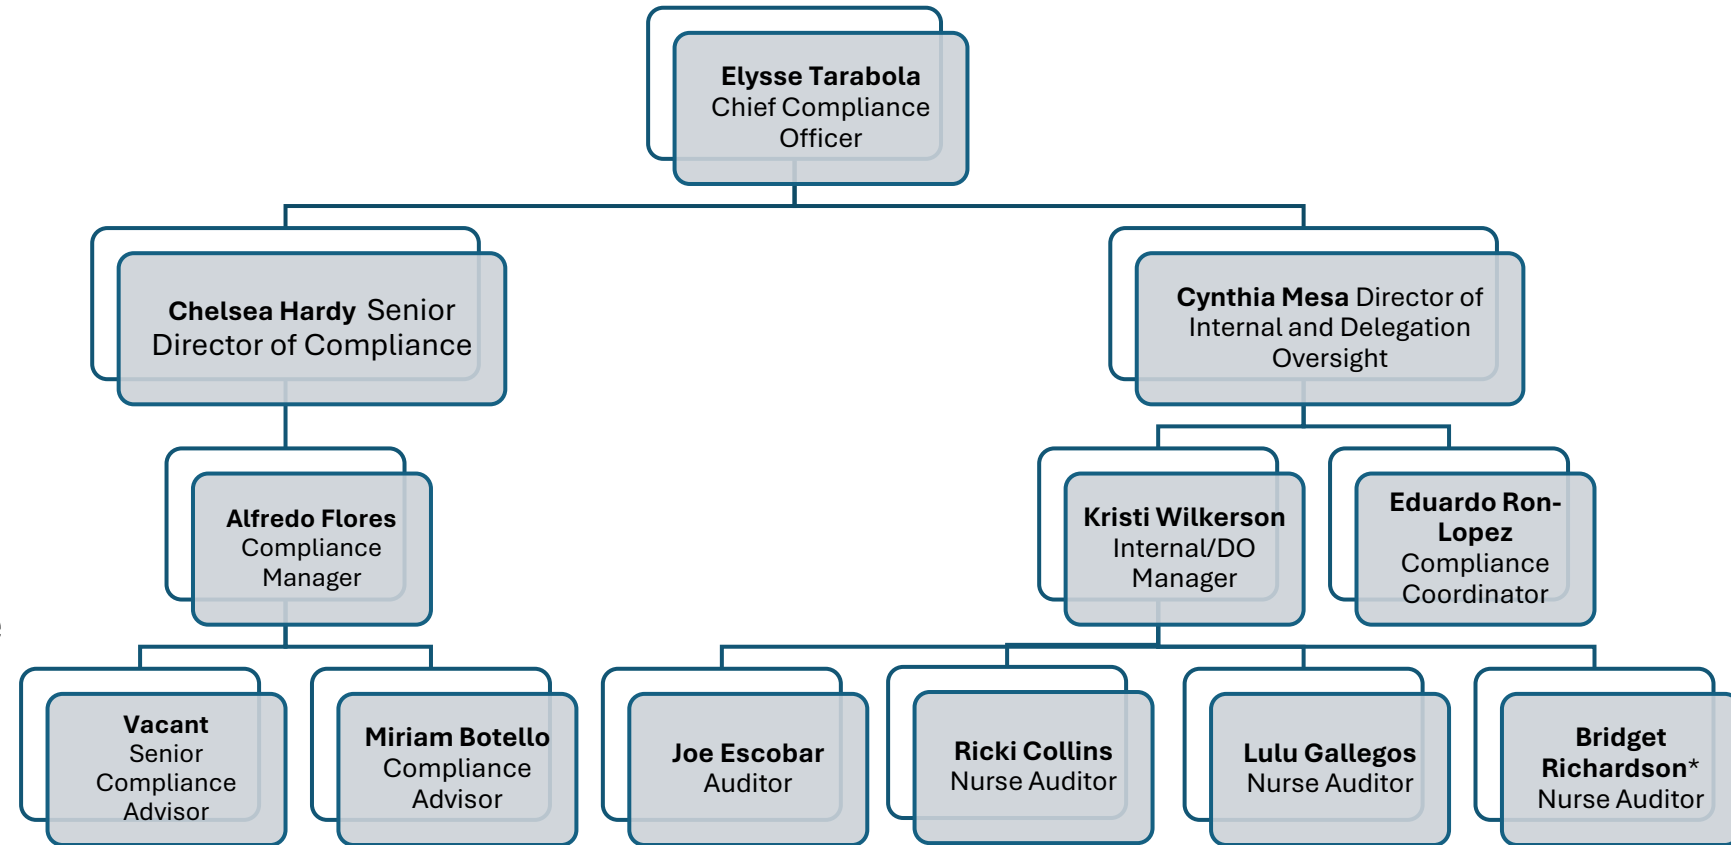 Elysse Tarabola
Chief Compliance
Officer
Chelsea Hardy Senior
Director of Compliance
Cynthia Mesa Director of
Internal and Delegation
Oversight
Alfredo Flores
Compliance
Manager
Kristi Wilkerson
Internal/DO
Manager
Eduardo Ron-
Lopez
Compliance
Coordinator
Vacant
Senior
Compliance
Advisor
Miriam Botello
Compliance
Advisor
Joe Escobar
Auditor
Ricki Collins
Nurse Auditor
Lulu Gallegos
Nurse Auditor
Bridget
Richardson*
Nurse Auditor